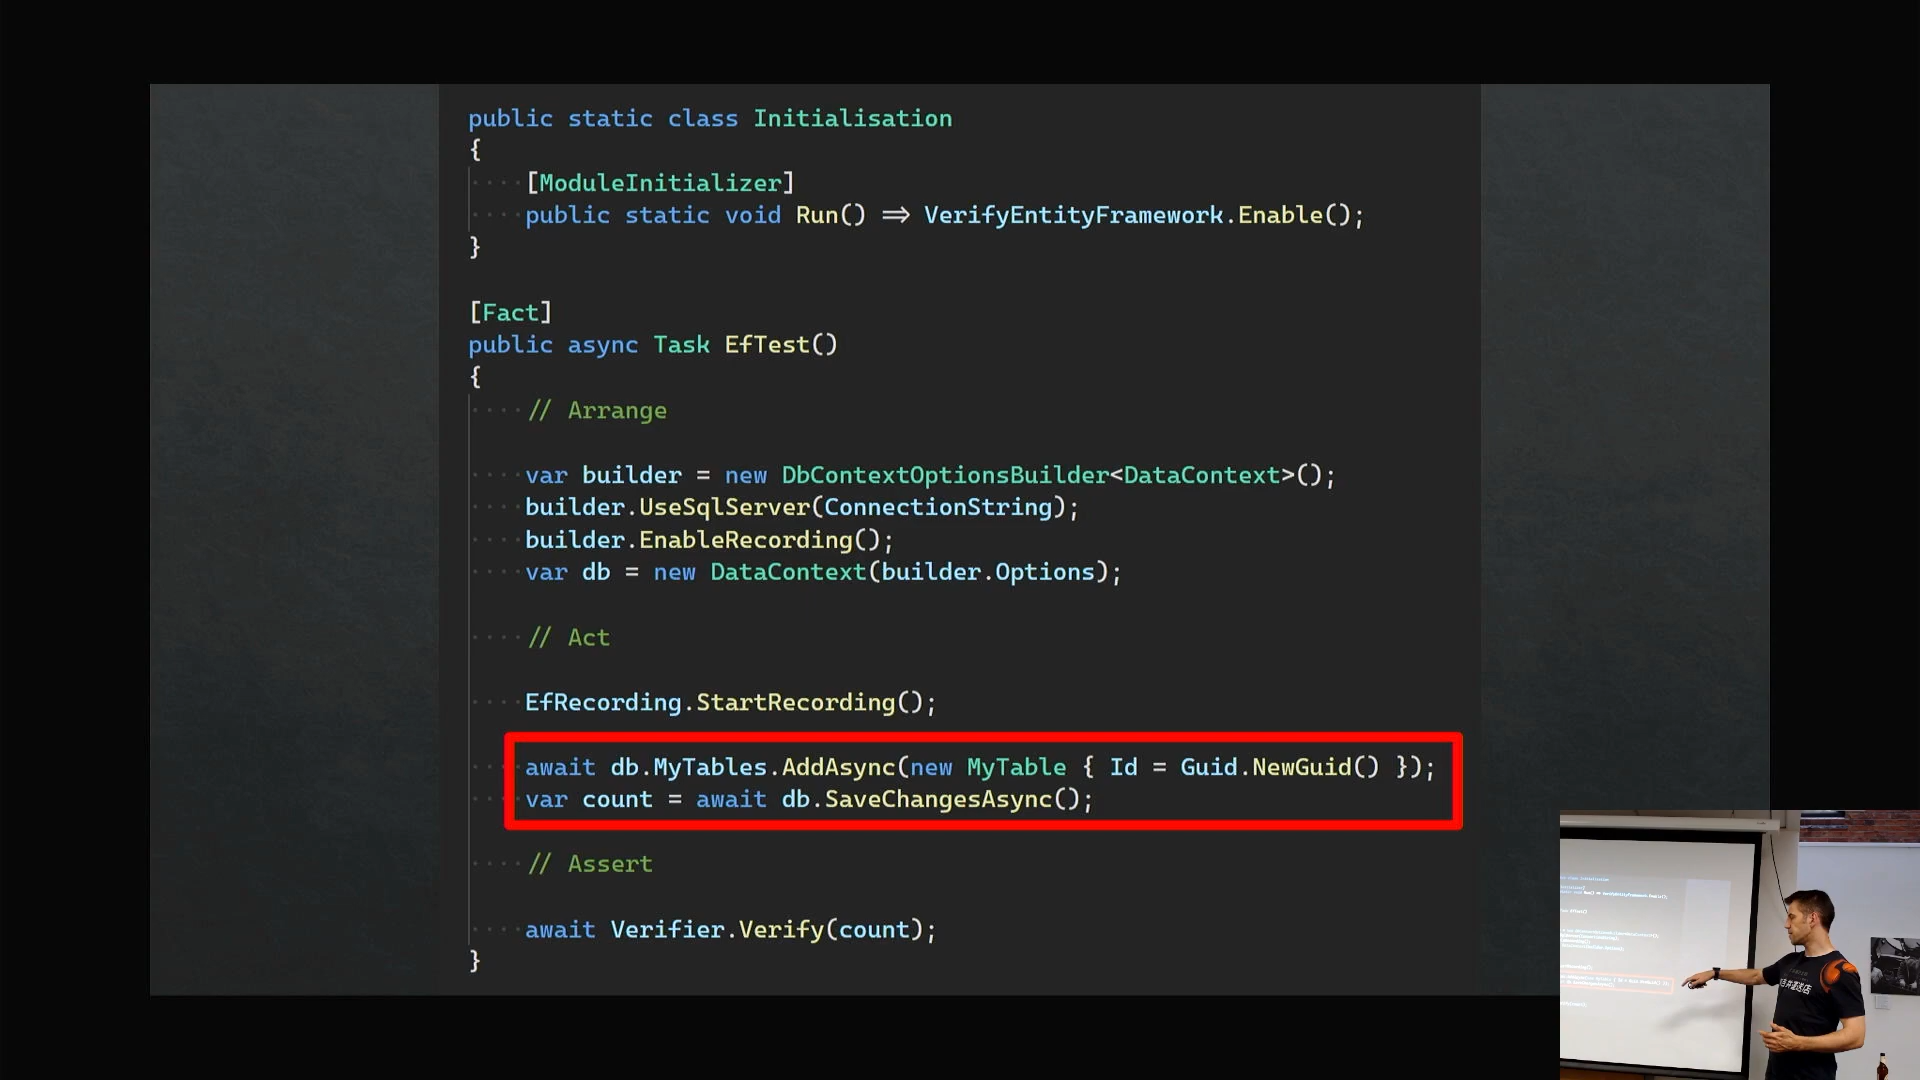 public static class Initialisation
{
[ModuleInitializer]
public static void Run() => VerifyEntityFramework.Enable();
}
[Fact]
public async Task EfTest()
{
// Arrange
var builder = new DbContextOptionsBuilder<DataContext>();
builder.UseSqlServer(ConnectionString);
builder.EnableRecording();
var db = new DataContext(builder.Options);
// Act
EfRecording.StartRecording();
await db.MyTables.AddAsync(new MyTable { Id = Guid.NewGuid() });
var count = await db.SaveChangesAsync();
// Assert
await Verifier.Verify(count);
}